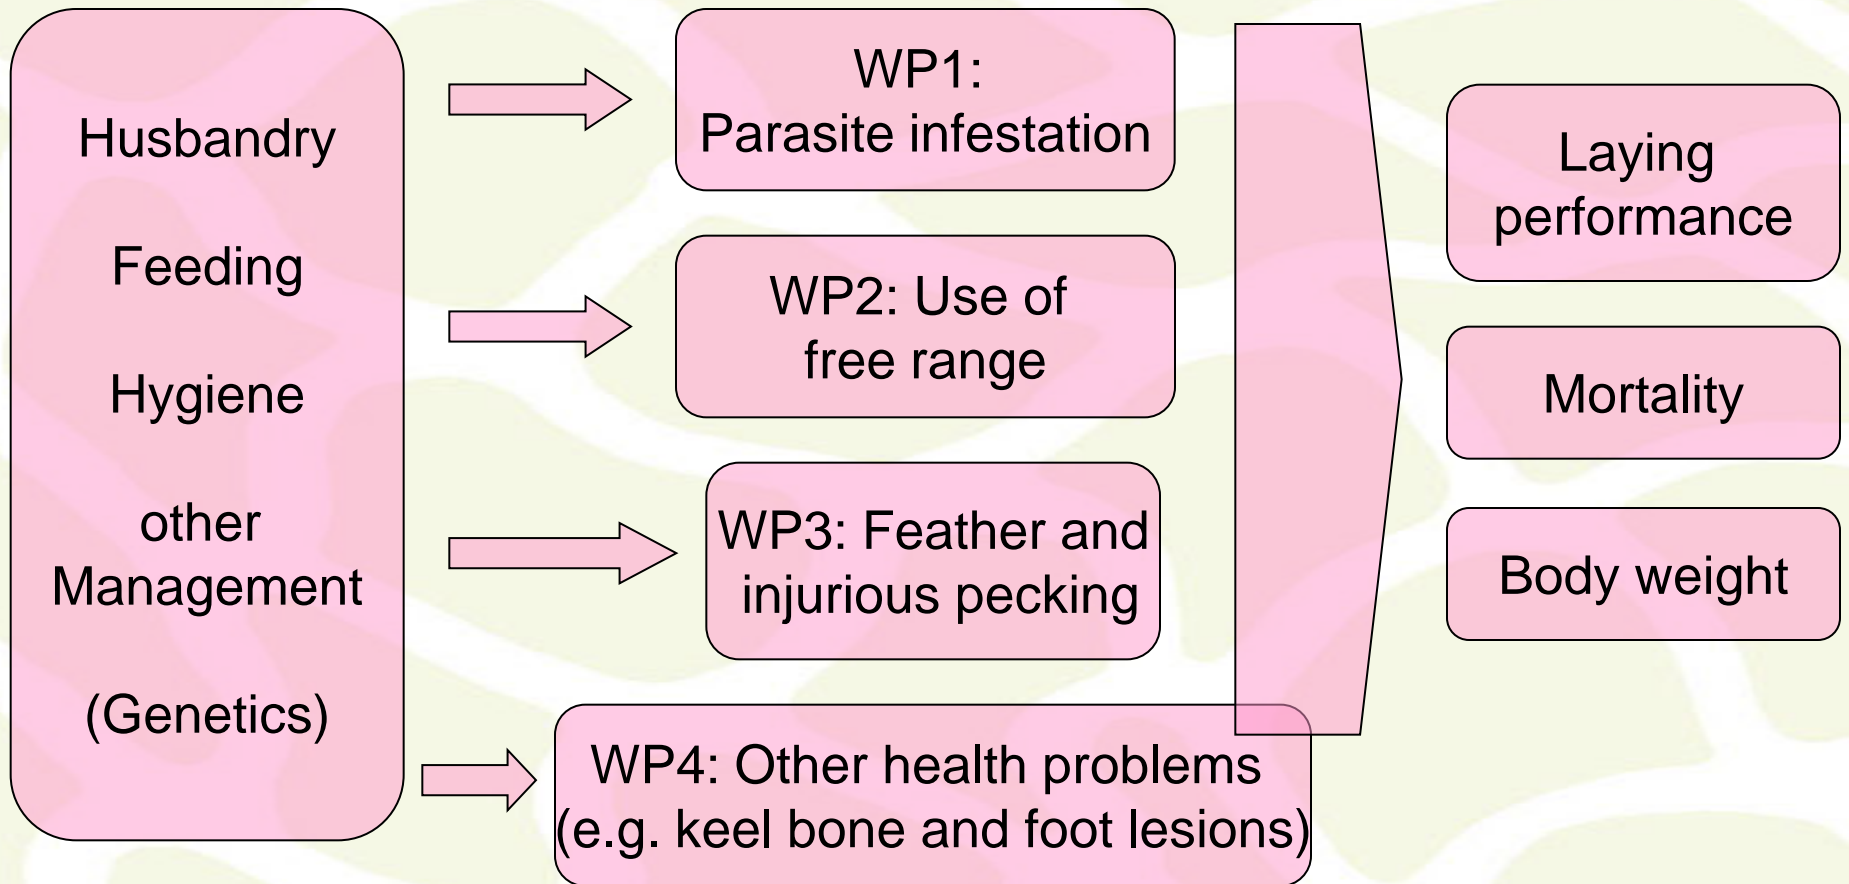 Husbandry
Feeding
Hygiene
other
Management
(Genetics)
WP1:
Parasite infestation
WP2: Use of
free range
WP3: Feather and
injurious pecking
WP4: Other health problems
(e.g. keel bone and foot lesions)
Laying
performance
Mortality
Body weight